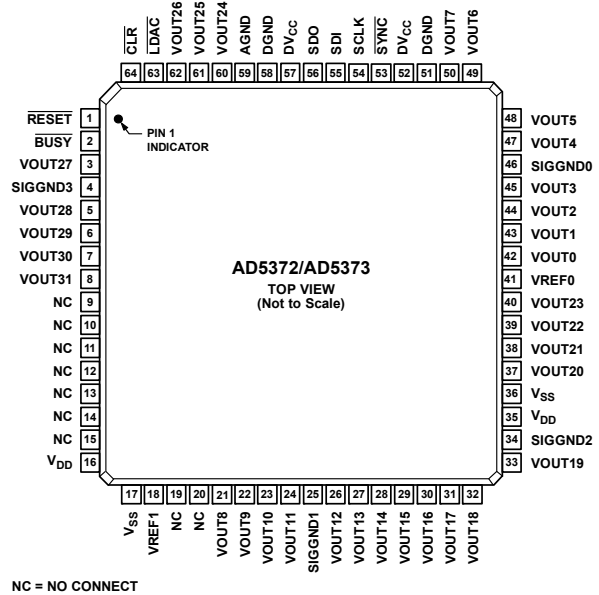 CLR
LDAC
VOUT26
VOUT25
VOUT24
AGND
DGND
DVCC
SDO
SDI
SCLK
SYNC
DVCC
DGND
VOUT7
VOUT6
64 63 62 61 60 59 58 57 56 55 54 53 52 51 50 49
RESET 1
BUSY 2
VOUT27 3
SIGGND3 4
VOUT28 5
VOUT29 6
VOUT30 7
VOUT31 8
NC 9
NC 10
NC 11
NC 12
NC 13
NC 14
NC 15
VDD 16
PIN 1
INDICATOR
AD5372/AD5373
TOP VIEW
(Not to Scale)
48 VOUT5
47 VOUT4
46 SIGGND0
45 VOUT3
44 VOUT2
43 VOUT1
42 VOUT0
41 VREF0
40 VOUT23
39 VOUT22
38 VOUT21
37 VOUT20
36 VSS
35 VDD
34 SIGGND2
33 VOUT19
17 18 19 20 21 22 23 24 25 26 27 28 29 30 31 32
VSS
VREF1
NC
NC
VOUT8
VOUT9
VOUT10
VOUT11
SIGGND1
VOUT12
VOUT13
VOUT14
VOUT15
VOUT16
VOUT17
VOUT18
NC = NO CONNECT